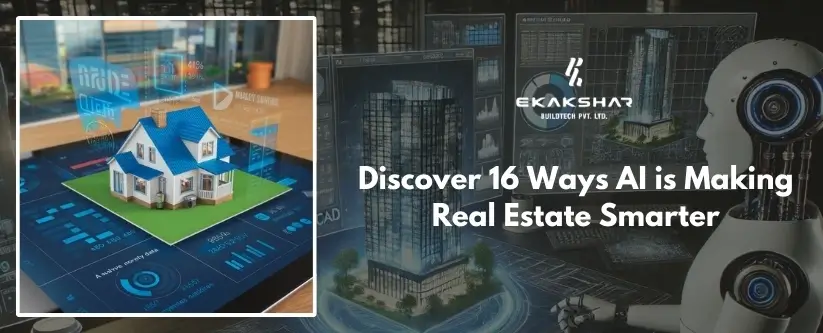 EKAKSHAR
BUILDTECH PVT. LTD.
Discover 16 Ways AI is Making
Real Estate Smarter